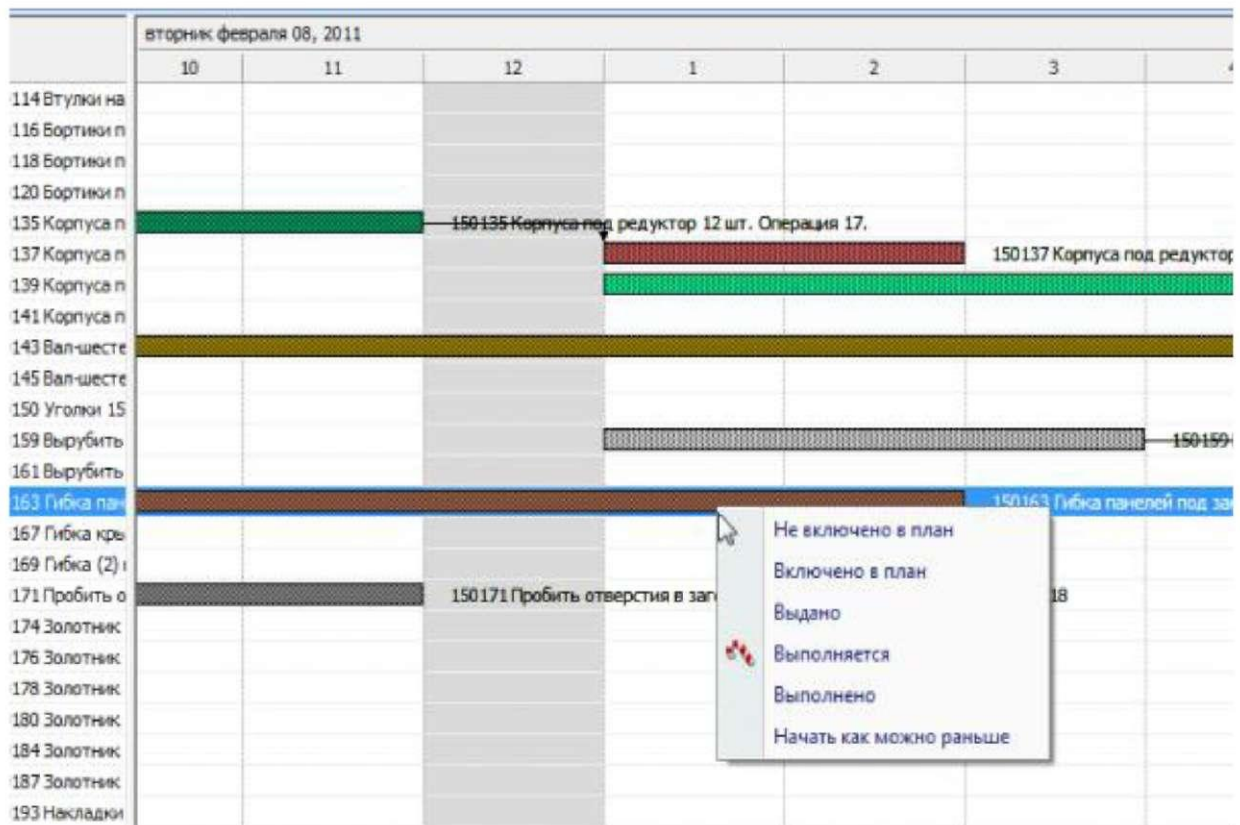 вторник февраля 08, 2011
10 11 12 1 2 3 4
114 Втулки на
116 Бортики п
118 Бортики п
120 Бортики п
135 Корпуса п 150135 Корпуса под редуктор 12 шт. Операция 17.
137 Корпуса п 150137 Корпуса под редуктор
139 Корпуса п
141 Корпуса п
143 Вал-шесте
145 Вал-шесте
150 Уголки 15
159 Вырубить 150159
161 Вырубить
163 Гибка пан 150163 Гибка панелей под за
Не включено в план
167 Гибка кры
169 Гибка (2)
Включено в план
171 Пробить о 150171 Пробить отверстия в заг 18
Выдано
174 Золотник
176 Золотник
Выполняется
178 Золотник
Выполнено
180 Золотник
184 Золотник
Начать как можно раньше
187 Золотник
193 Накладки